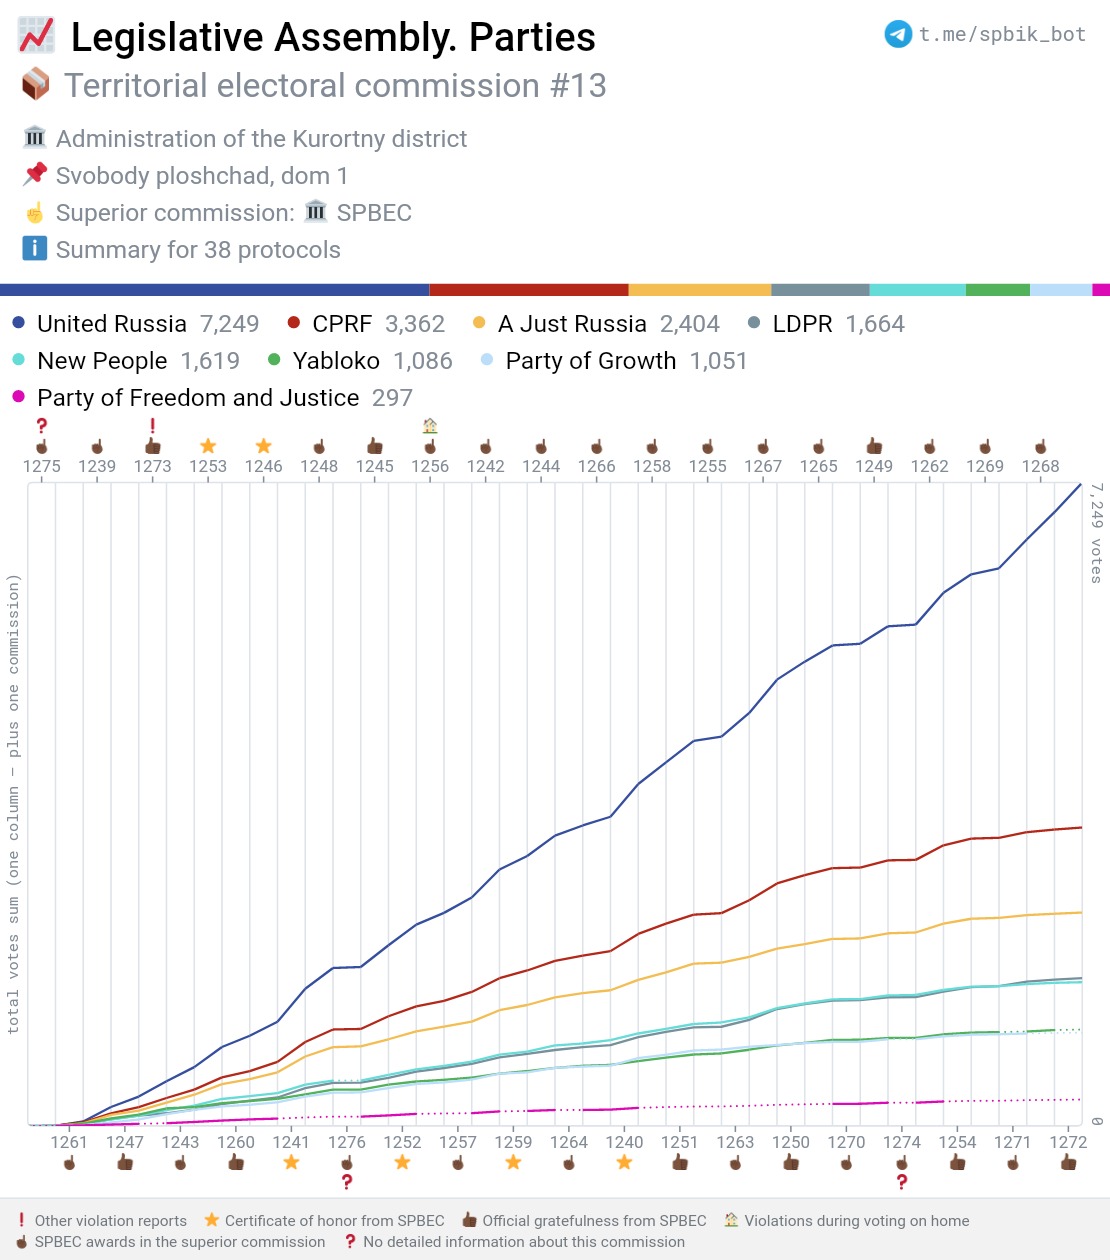 Legislative Assembly. Parties
t.me/spbik_bot
Territorial electoral commission #13
Administration of the Kurortny district
Svobody ploshchad, dom 1
Superior commission: SPBEC
Summary for 38 protocols
United Russia 7,249 CPRF 3,362 A Just Russia 2,404 LDPR 1,664
New People 1,619 Yabloko 1,086 Party of Growth 1,051
Party of Freedom and Justice 297
1275 1239 1273 1253 1246 1248 1245 1256 1242 1244 1266 1258 1255 1267 1265 1249 1262 1269 1268
7,249 votes
total votes sum (one column – plus one commission)
0
1261 1247 1243 1260 1241 1276 1252 1257 1259 1264 1240 1251 1263 1250 1270 1274 1254 1271 1272
Other violation reports Certificate of honor from SPBEC Official gratefulness from SPBEC Violations during voting on home
SPBEC awards in the superior commission No detailed information about this commission